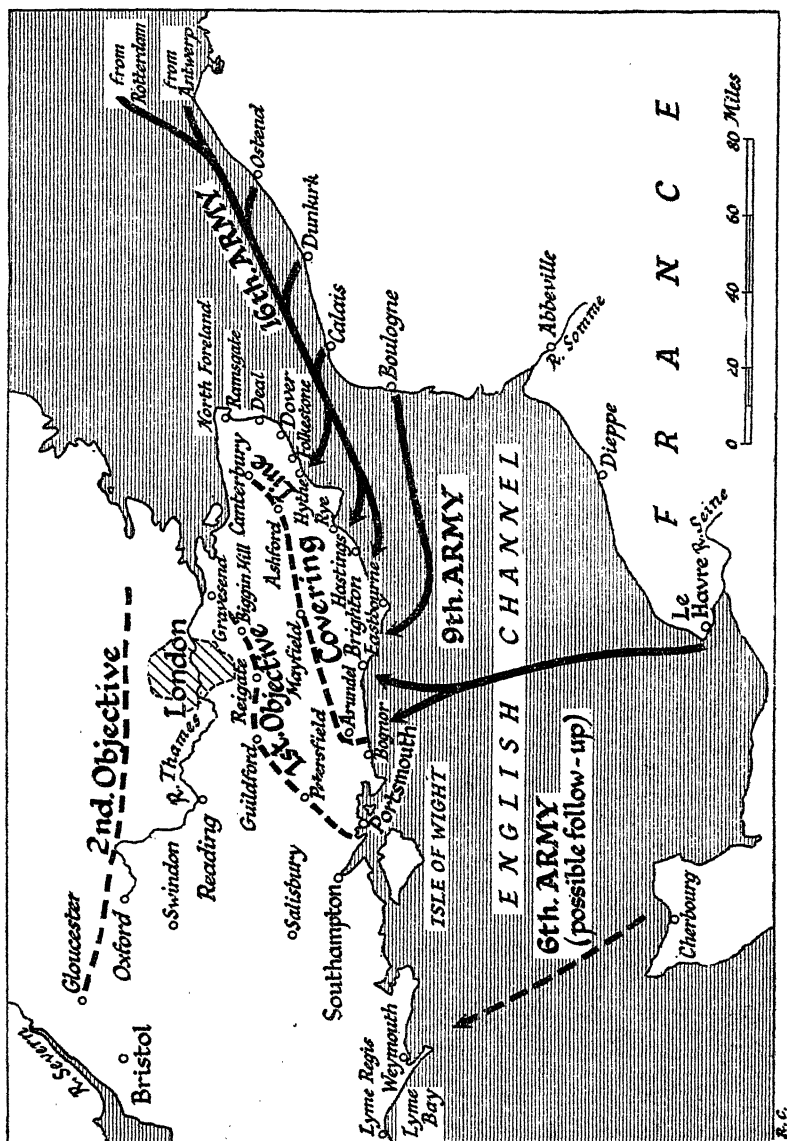 from
Rotterdam
from
Antwerp
16th. ARMY
Ostend
Dunkirk
Calais
Boulogne
Abbeville
R. Somme
Dieppe
Le
Havre
R. Seine
Cherbourg
FRANCE
0 20 40 60 80 Miles
ENGLISH CHANNEL
9th. ARMY
6th. ARMY
(possible follow-up)
ISLE OF WIGHT
North Foreland
Ramsgate
Deal
Dover
Folkestone
Canterbury
Hythe
Rye
Ashford
Hastings
Covering Line
Gravesend
Biggin Hill
Mayfield
Brighton
Eastbourne
London
Reigate
1st. Objective
Arundel
Bognor
Guildford
Petersfield
Portsmouth
2nd. Objective
R. Thames
Reading
Swindon
Oxford
Gloucester
Salisbury
Southampton
R. Severn
Bristol
Lyme Regis
Weymouth
Lyme
Bay
R.C.